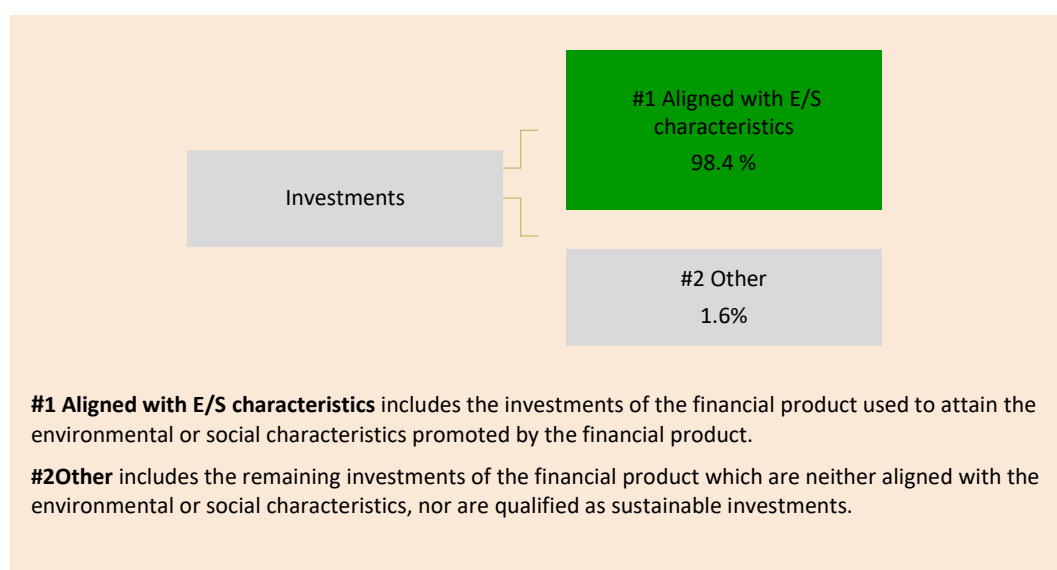 #1 Aligned with E/S
characteristics
98.4 %
Investments
#2 Other
1.6%
#1 Aligned with E/S characteristics includes the investments of the financial product used to attain the
environmental or social characteristics promoted by the financial product.
#2Other includes the remaining investments of the financial product which are neither aligned with the
environmental or social characteristics, nor are qualified as sustainable investments.